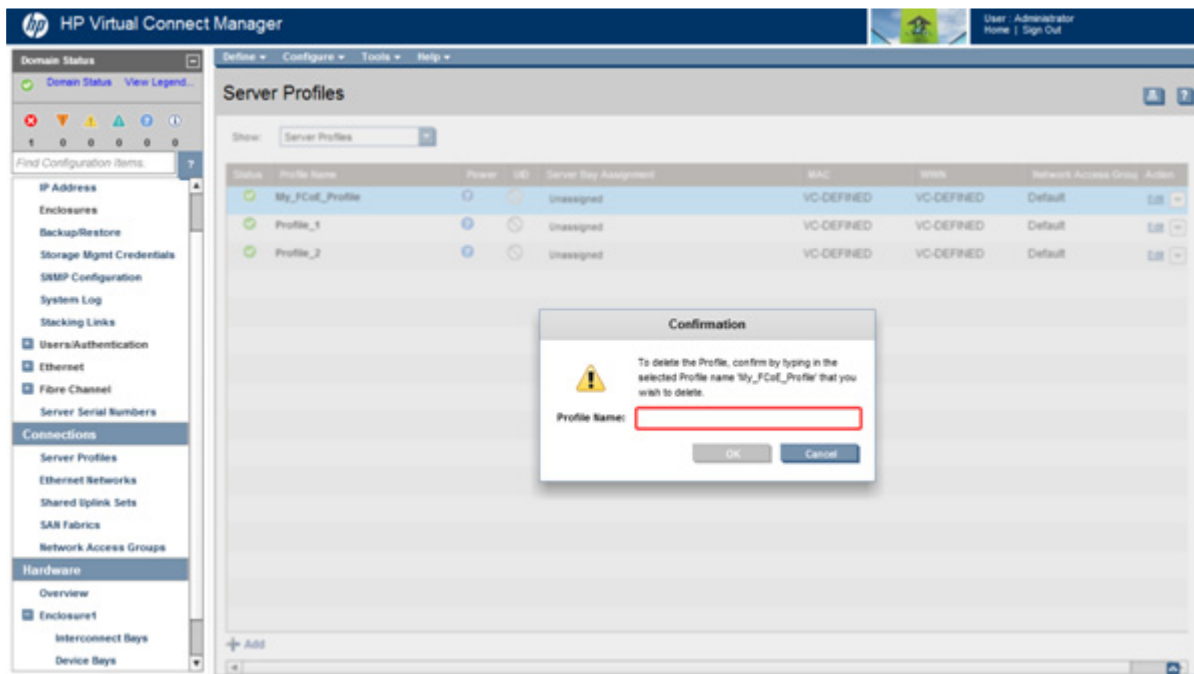 hp HP Virtual Connect Manager
User : Administrator
Home | Sign Out
Domain Status
Domain Status View Legend...
1 0 0 0 0 0
Find Configuration Items.
?
IP Address
Enclosures
Backup/Restore
Storage Mgmt Credentials
SNMP Configuration
System Log
Stacking Links
Users/Authentication
Ethernet
Fibre Channel
Server Serial Numbers
Connections
Server Profiles
Ethernet Networks
Shared Uplink Sets
SAN Fabrics
Network Access Groups
Hardware
Overview
Enclosure1
Interconnect Bays
Device Bays
Define Configure Tools Help
Server Profiles
?
Show: Server Profiles
Status Profile Name Power UID Server Bay Assignment MAC WWN Network Access Group Action
My_FCoE_Profile Unassigned VC-DEFINED VC-DEFINED Default Edit
Profile_1 Unassigned VC-DEFINED VC-DEFINED Default Edit
Profile_2 Unassigned VC-DEFINED VC-DEFINED Default Edit
Confirmation
To delete the Profile, confirm by typing in the
selected Profile name 'My_FCoE_Profile' that you
wish to delete.
Profile Name:
OK Cancel
Add